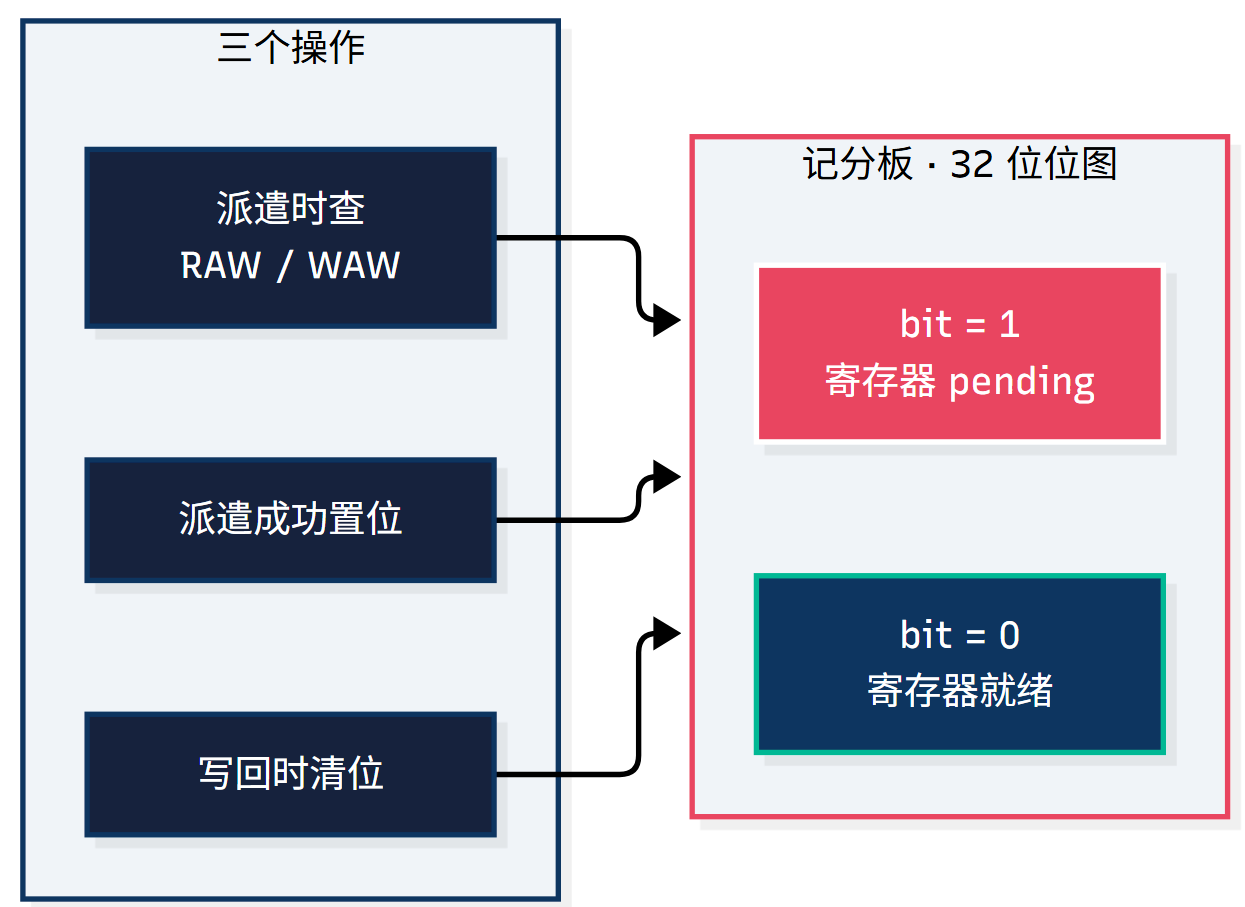 三个操作
派遣时查
RAW / WAW
派遣成功置位
写回时清位
记分板 · 32 位位图
bit = 1
寄存器 pending
bit = 0
寄存器就绪